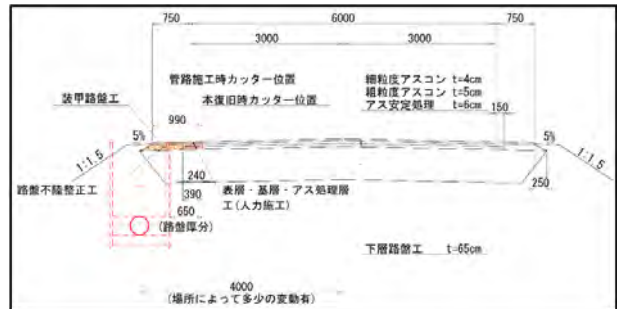 750 6000 750
3000 3000
管路施工時カッター位置
細粒度アスコン t=4cm
粗粒度アスコン t=5cm
アス安定処理 t=6cm
装甲路盤工
本復旧時カッター位置
990
150
5%
5%
1:1.5
1:1.5
路盤不陸整正工
240
390
650
(路盤厚分)
表層・基層・アス処理層
工(人力施工)
250
下層路盤工 t=65cm
4000
(場所によって多少の変動有)